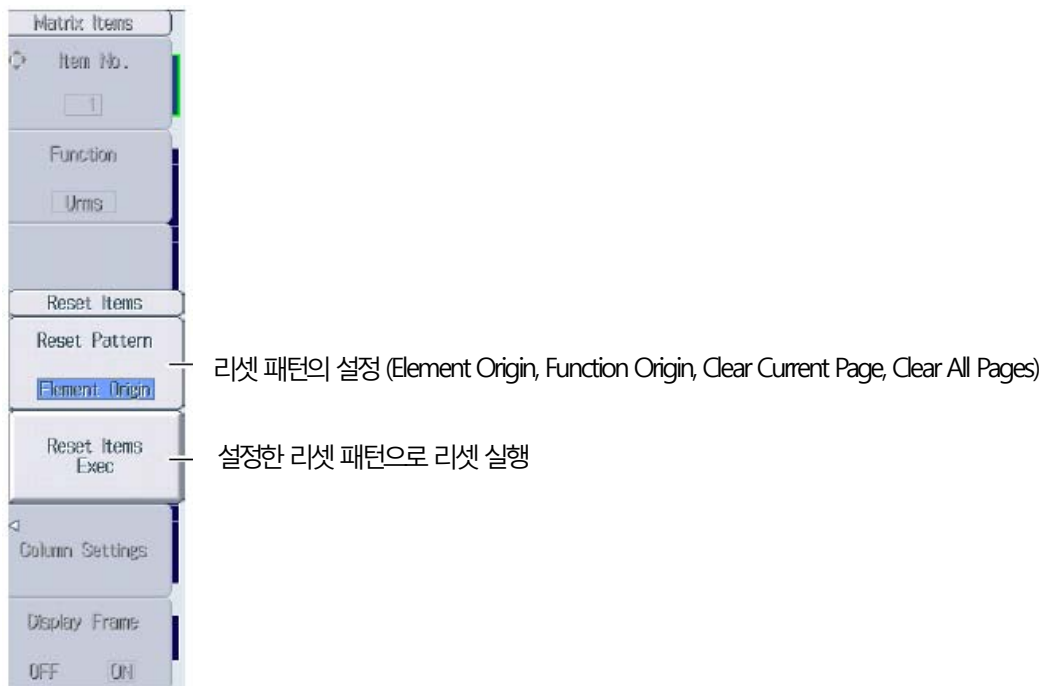 Matrix Items
Item No.
1
Function
Urms
Reset Items
Reset Pattern
Element Origin
리셋 패턴의 설정 (Element Origin, Function Origin, Clear Current Page, Clear All Pages)
Reset Items
Exec
설정한 리셋 패턴으로 리셋 실행
Column Settings
Display Frame
OFF ON